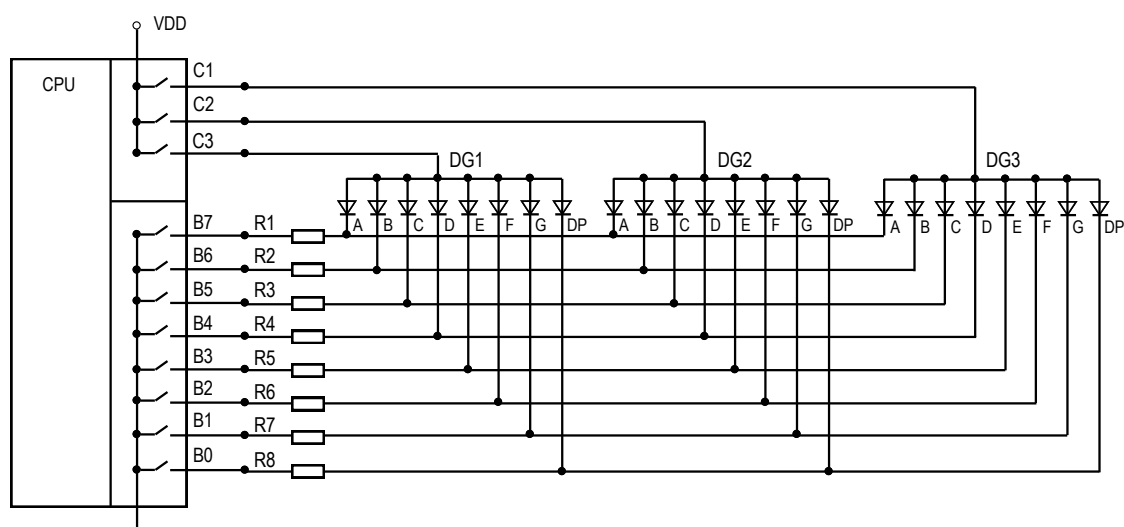 VDD
CPU
C1
C2
C3
DG1 DG2 DG3
A B C D E F G DP A B C D E F G DP A B C D E F G DP
B7 R1
B6 R2
B5 R3
B4 R4
B3 R5
B2 R6
B1 R7
B0 R8